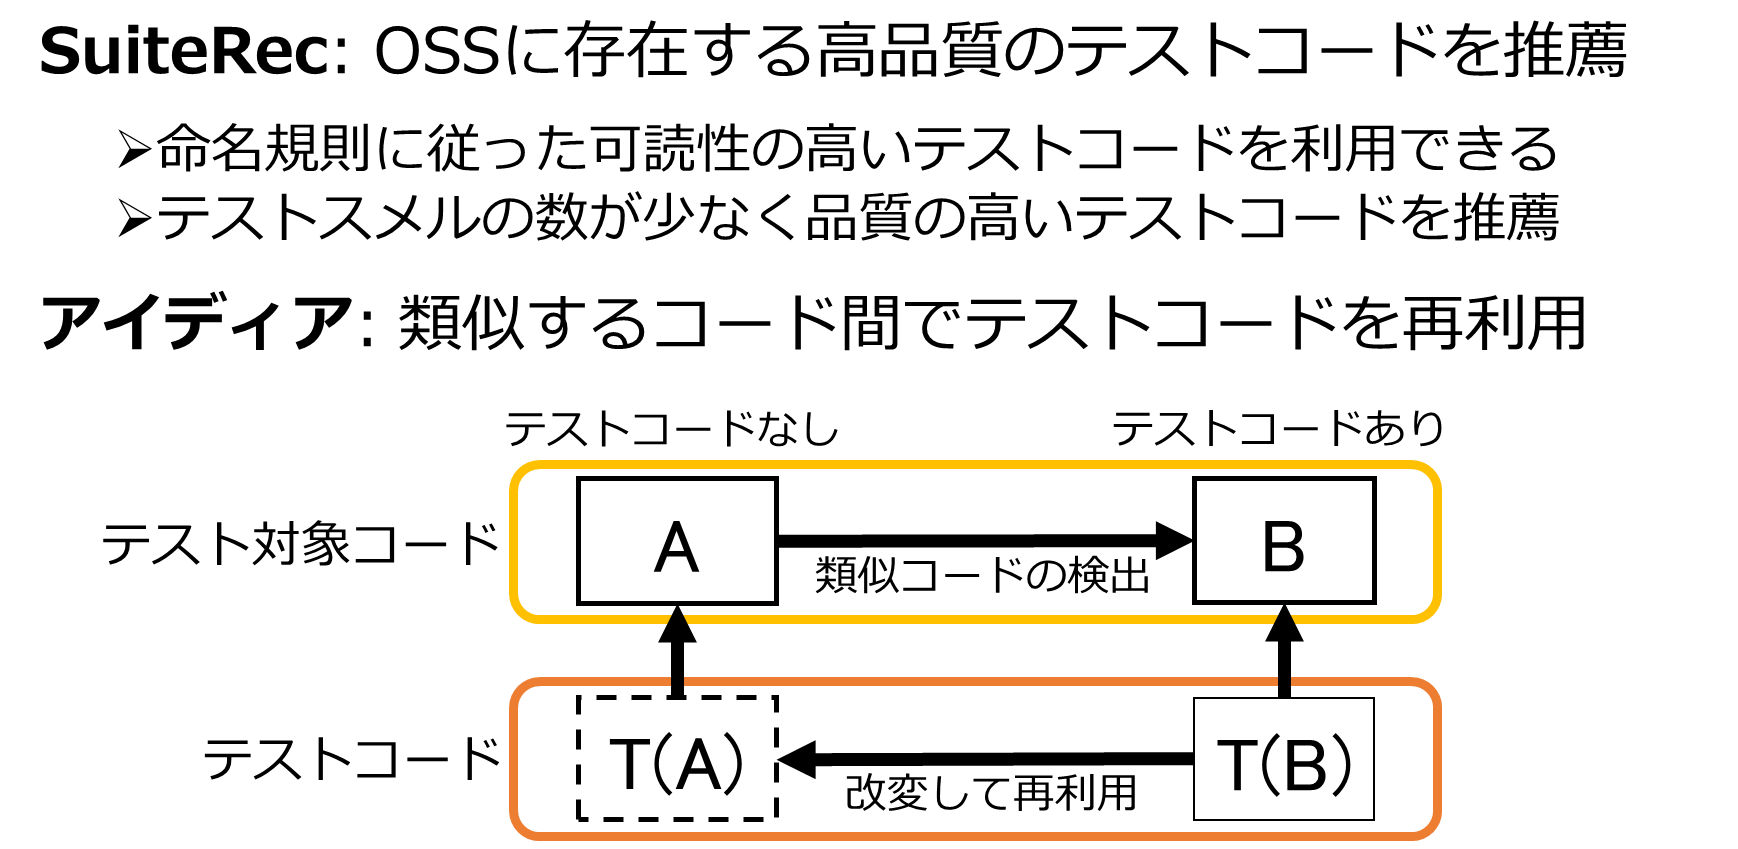 SuiteRec: OSSに存在する高品質のテストコードを推薦
➢命名規則に従った可読性の高いテストコードを利用できる
➢テストスメルの数が少なく品質の高いテストコードを推薦
アイディア: 類似するコード間でテストコードを再利用
テストコードなし
テストコードあり
テスト対象コード
A
類似コードの検出
B
テストコード
T(A)
改変して再利用
T(B)